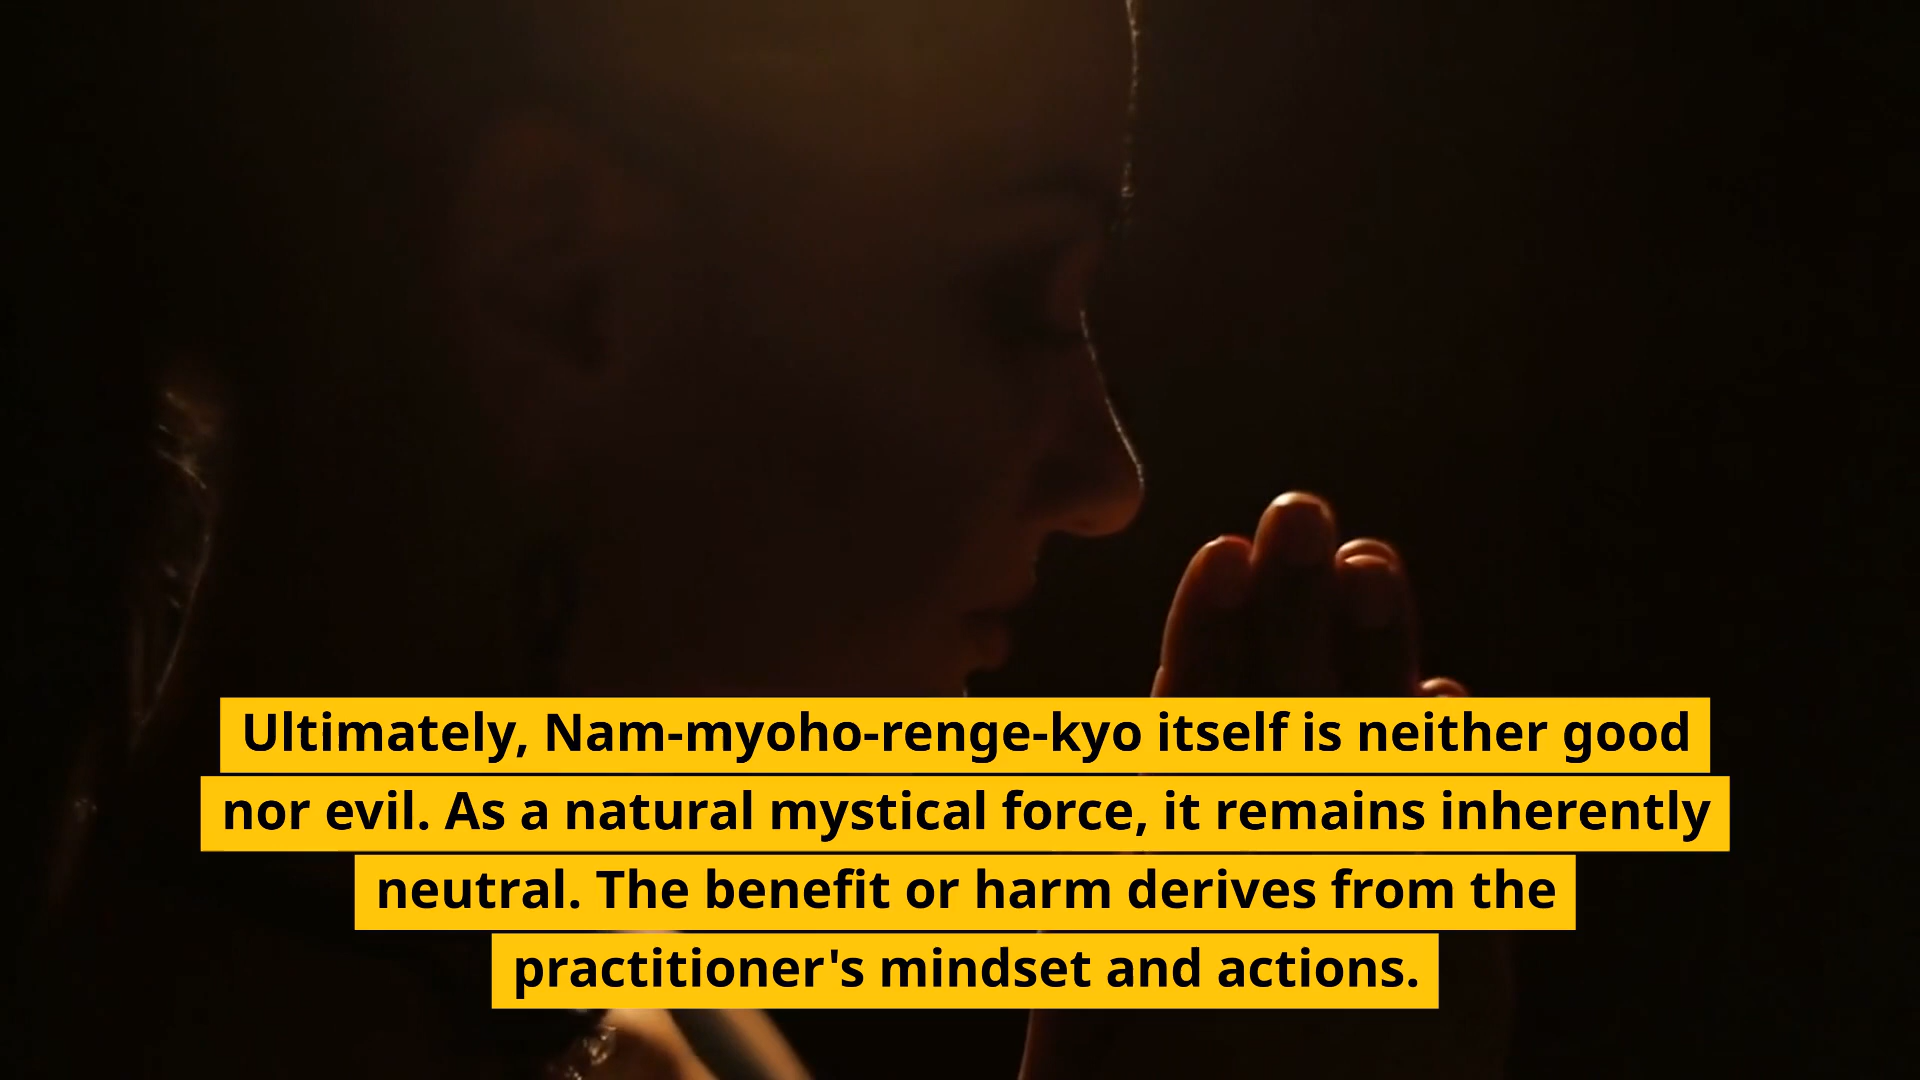 Ultimately, Nam-myoho-renge-kyo itself is neither good
nor evil. As a natural mystical force, it remains inherently
neutral. The benefit or harm derives from the
practitioner's mindset and actions.